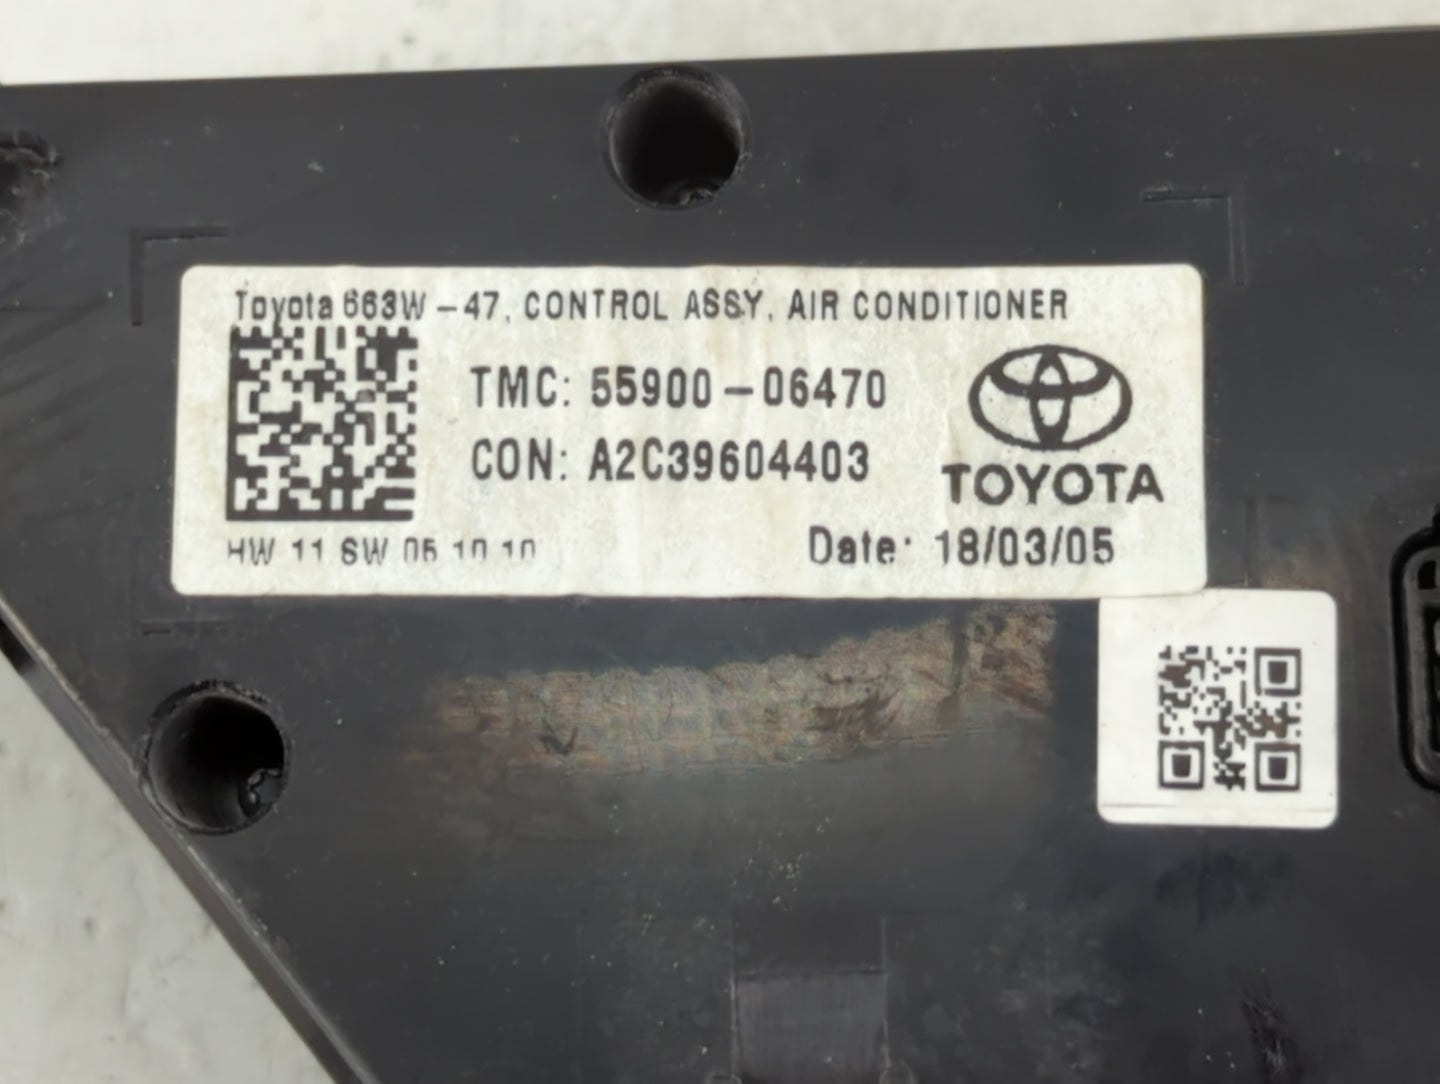 Toyota 663W-47, CONTROL ASSY, AIR CONDITIONER
TMC: 55900-06470
CON: A2C39604403
TOYOTA
HW 11 SW 05 10 10
Date: 18/03/05